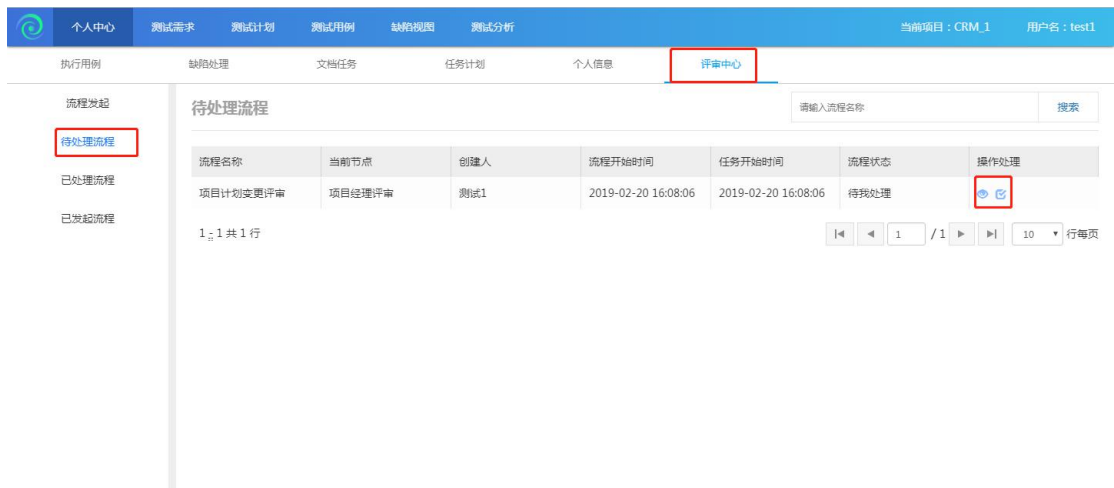 个人中心 测试需求 测试计划 测试用例 缺陷视图 测试分析 当前项目：CRM_1 用户名：test1
执行用例 缺陷处理 文档任务 任务计划 个人信息 评审中心
流程发起
待处理流程
已处理流程
已发起流程
待处理流程 请输入流程名称 搜索
流程名称 当前节点 创建人 流程开始时间 任务开始时间 流程状态 操作处理
项目计划变更评审 项目经理评审 测试1 2019-02-20 16:08:06 2019-02-20 16:08:06 待我处理
1 - 1 共 1 行 1 / 1 10 行每页